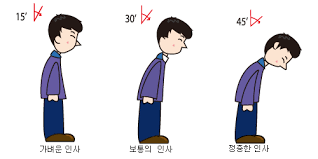 15′
30′
45′
가벼운 인사
보통의 인사
정중한 인사